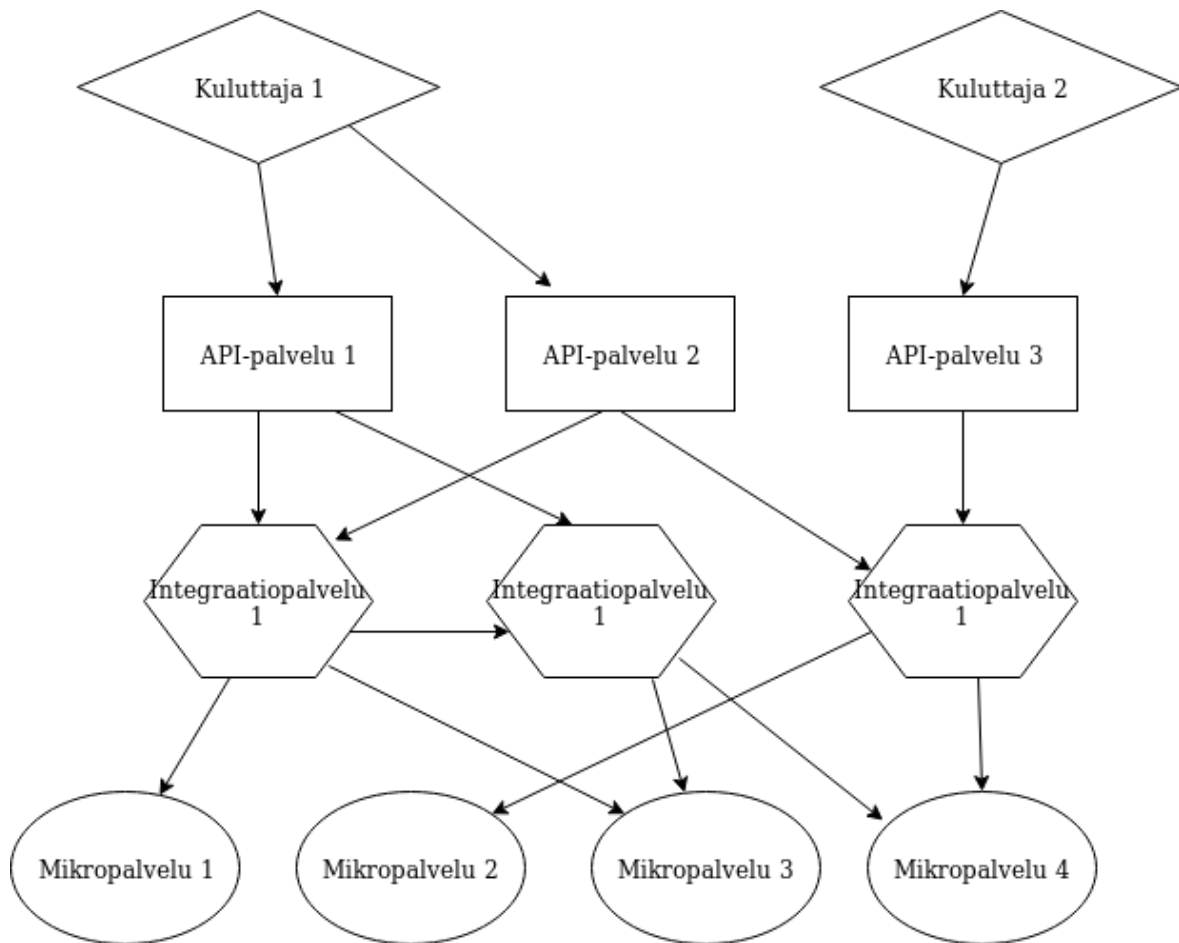 Kuluttaja 1
Kuluttaja 2
API-palvelu 1
API-palvelu 2
API-palvelu 3
Integraatiopalvelu
1
Integraatiopalvelu
1
Integraatiopalvelu
1
Mikropalvelu 1
Mikropalvelu 2
Mikropalvelu 3
Mikropalvelu 4